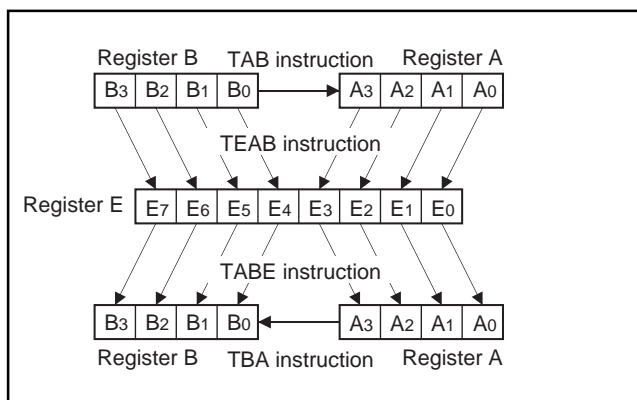 Register B TAB instruction Register A
B3 B2 B1 B0 A3 A2 A1 A0
TEAB instruction
Register E E7 E6 E5 E4 E3 E2 E1 E0
TABE instruction
B3 B2 B1 B0 A3 A2 A1 A0
Register B TBA instruction Register A